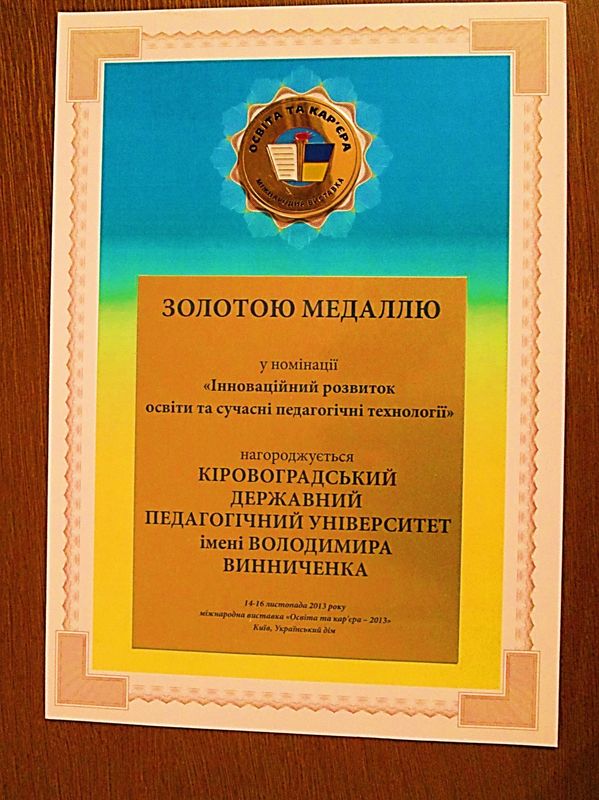 ОСВІТА ТА КАР'ЄРА
МІЖНАРОДНА ВИСТАВКА
ЗОЛОТОЮ МЕДАЛЛЮ
у номінації
«Інноваційний розвиток
освіти та сучасні педагогічні технології»
нагороджується
КІРОВОГРАДСЬКИЙ
ДЕРЖАВНИЙ
ПЕДАГОГІЧНИЙ УНІВЕРСИТЕТ
імені ВОЛОДИМИРА
ВИННИЧЕНКА
14-16 листопада 2013 року
міжнародна виставка «Освіта та кар'єра – 2013»
Київ, Український дім